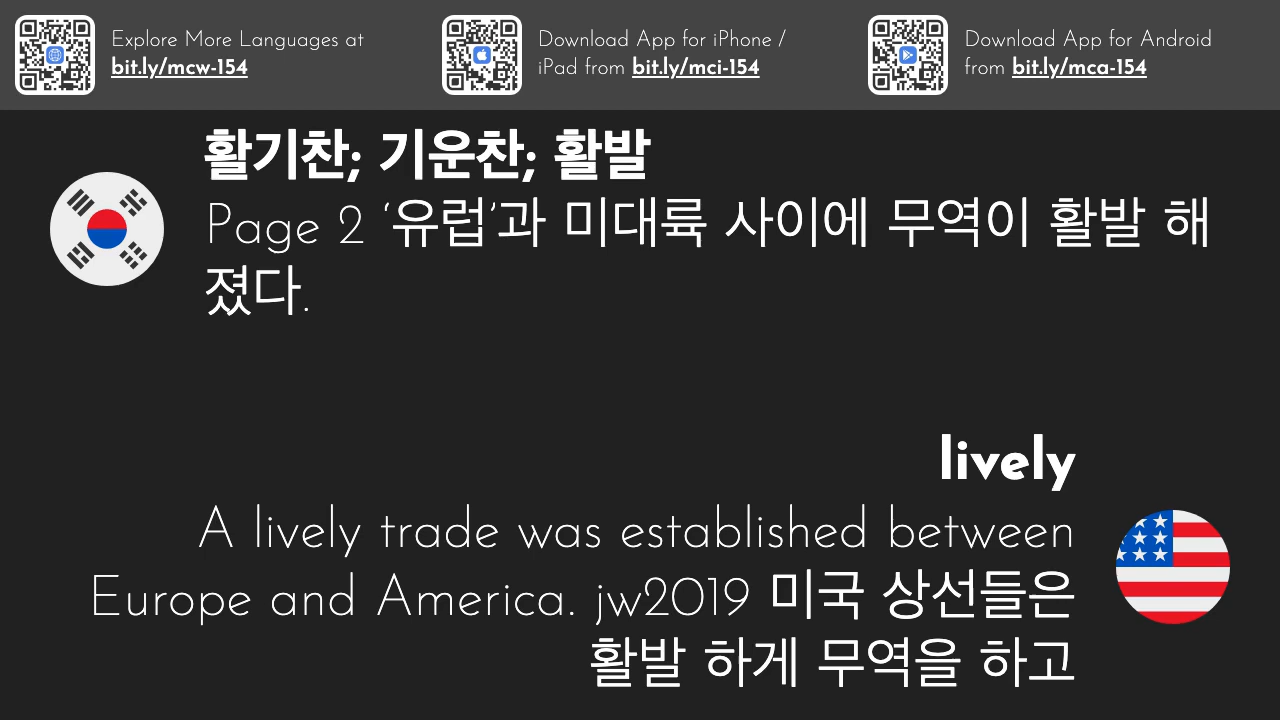 Explore More Languages at
bit.ly/mcw-154
Download App for iPhone /
iPad from bit.ly/mci-154
Download App for Android
from bit.ly/mca-154
활기찬; 기운찬; 활발
Page 2 ‘유럽’과 미대륙 사이에 무역이 활발 해
졌다.
lively
A lively trade was established between
Europe and America. jw2019 미국 상선들은
활발 하게 무역을 하고